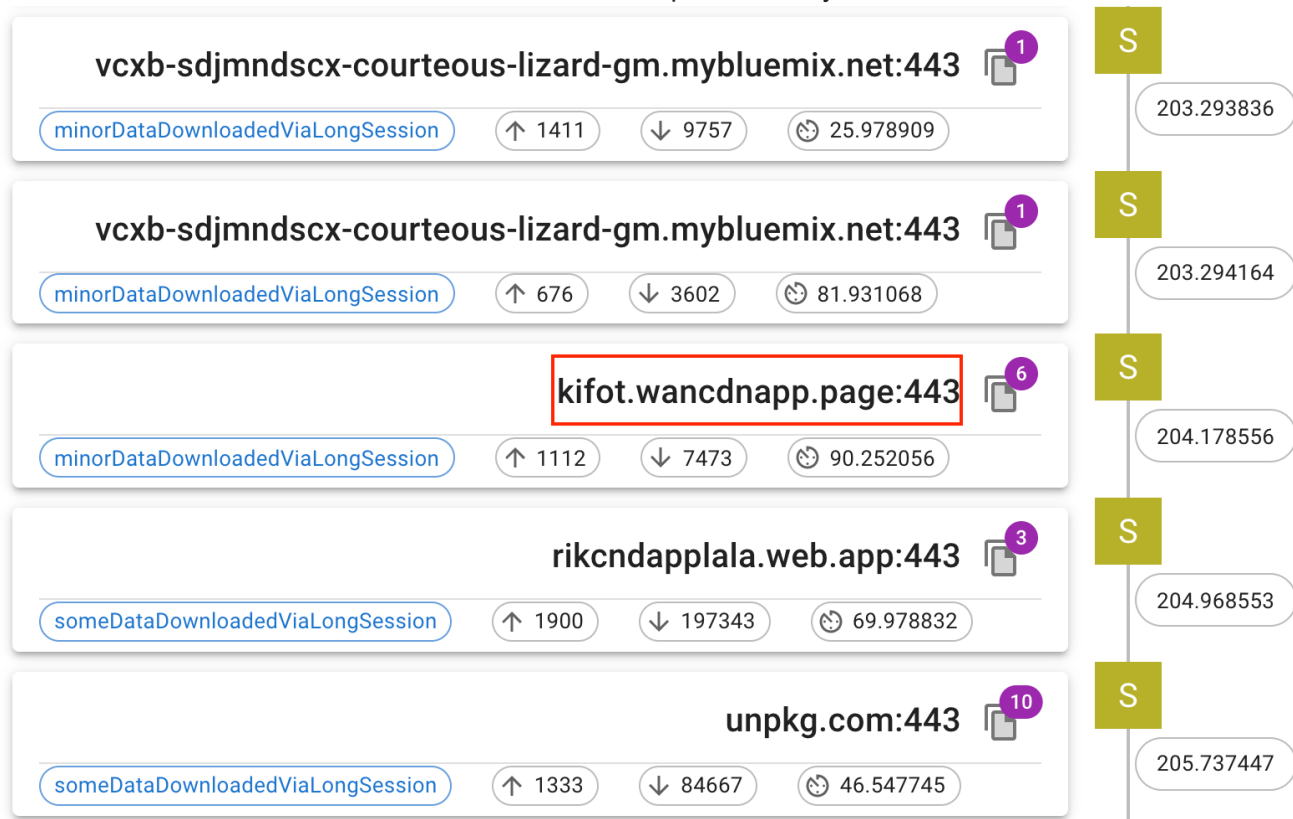 vcxb-sdjmndscx-courteous-lizard-gm.mybluemix.net:443 1 S
203.293836
minorDataDownloadedViaLongSession 1411 9757 25.978909
vcxb-sdjmndscx-courteous-lizard-gm.mybluemix.net:443 1 S
203.294164
minorDataDownloadedViaLongSession 676 3602 81.931068
kifot.wancdnapp.page:443 6 S
204.178556
minorDataDownloadedViaLongSession 1112 7473 90.252056
rikcndapplala.web.app:443 3 S
204.968553
someDataDownloadedViaLongSession 1900 197343 69.978832
unpkg.com:443 10 S
205.737447
someDataDownloadedViaLongSession 1333 84667 46.547745